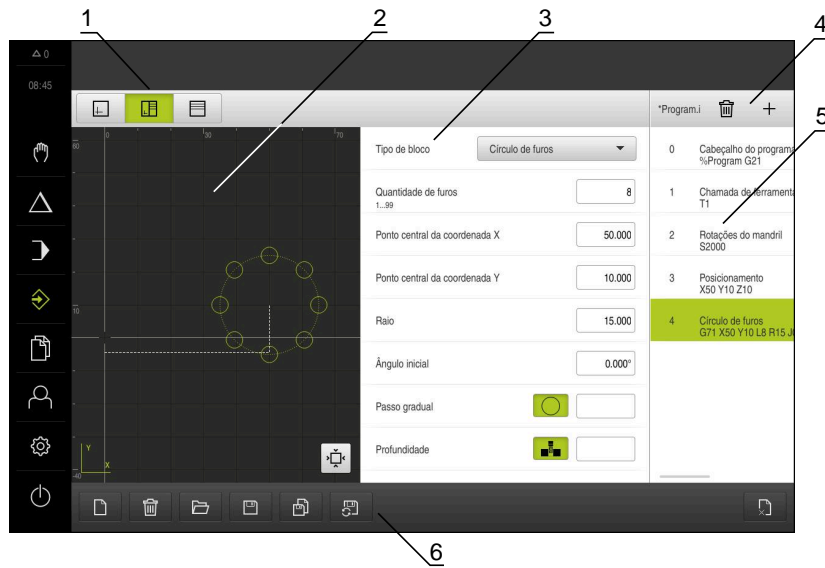 1
2
3
4
5
6
0
08:45
*Program.i
0
30
70
60
10
-40
Y
X
Tipo de bloco
Círculo de furos
Quantidade de furos
1...99
8
Ponto central da coordenada X
50.000
Ponto central da coordenada Y
10.000
Raio
15.000
Ângulo inicial
0.000°
Passo gradual
Profundidade
0
Cabeçalho do programa
%Program G21
1
Chamada de ferramenta
T1
2
Rotações do mandril
S2000
3
Posicionamento
X50 Y10 Z10
4
Círculo de furos
G71 X50 Y10 L8 R15